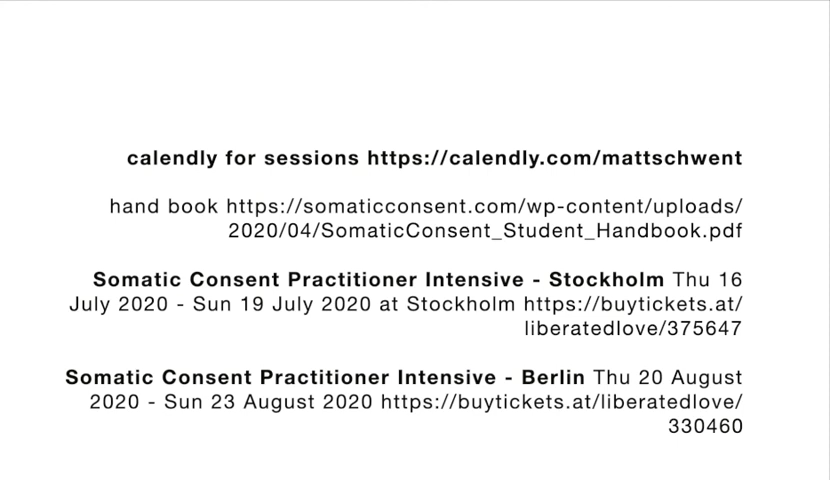 calendly for sessions https://calendly.com/mattschwent
hand book https://somaticconsent.com/wp-content/uploads/
2020/04/SomaticConsent_Student_Handbook.pdf
Somatic Consent Practitioner Intensive - Stockholm Thu 16
July 2020 - Sun 19 July 2020 at Stockholm https://buytickets.at/
liberatedlove/375647
Somatic Consent Practitioner Intensive - Berlin Thu 20 August
2020 - Sun 23 August 2020 https://buytickets.at/liberatedlove/
330460